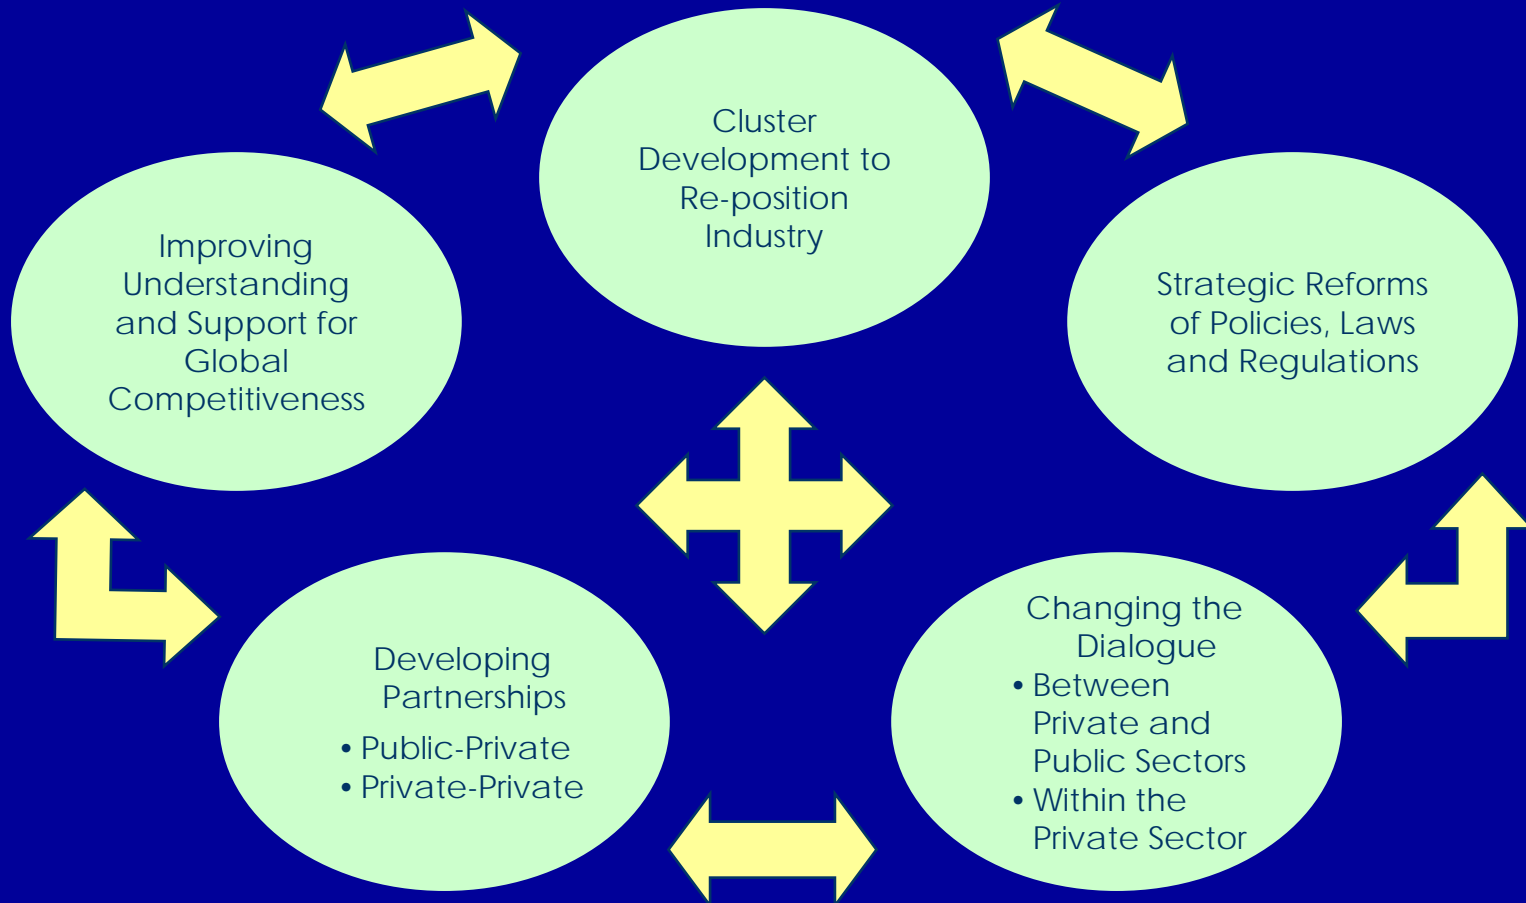 Cluster
Development to
Re-position
Industry
Improving
Understanding
and Support for
Global
Competitiveness
Strategic Reforms
of Policies, Laws
and Regulations
Developing
Partnerships
• Public-Private
• Private-Private
Changing the
Dialogue
• Between
Private and
Public Sectors
• Within the
Private Sector